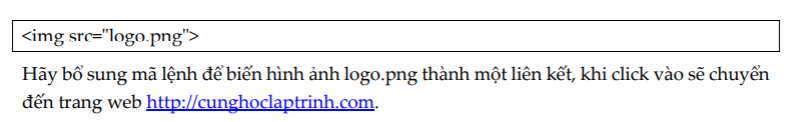 <img src="logo.png">
Hãy bổ sung mã lệnh để biến hình ảnh logo.png thành một liên kết, khi click vào sẽ chuyển
đến trang web http://cunghoclaptrinh.com.